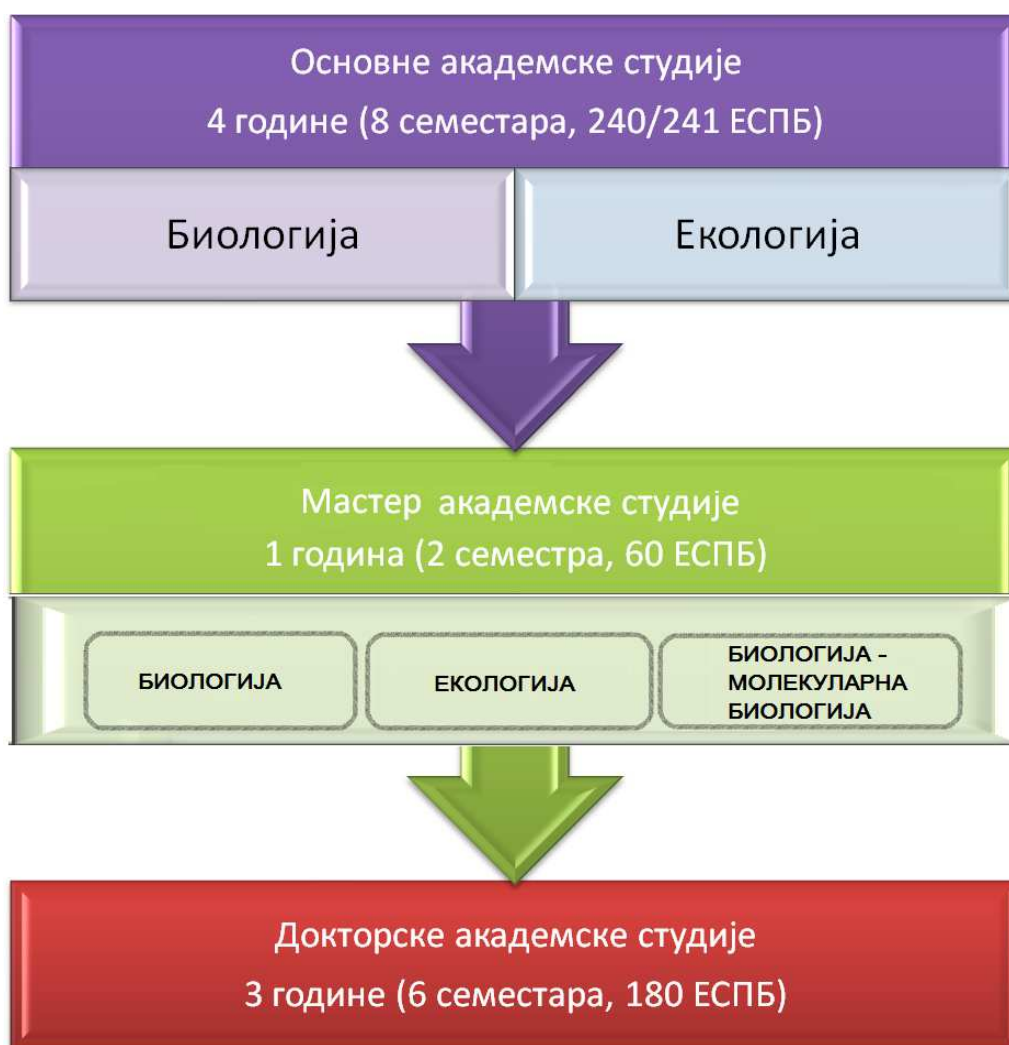 Основне академске студије
4 године (8 семестара, 240/241 ЕСПБ)
Биологија
Екологија
Мастер академске студије
1 година (2 семестра, 60 ЕСПБ)
БИОЛОГИЈА
ЕКОЛОГИЈА
БИОЛОГИЈА -
МОЛЕКУЛАРНА
БИОЛОГИЈА
Докторске академске студије
3 године (6 семестара, 180 ЕСПБ)